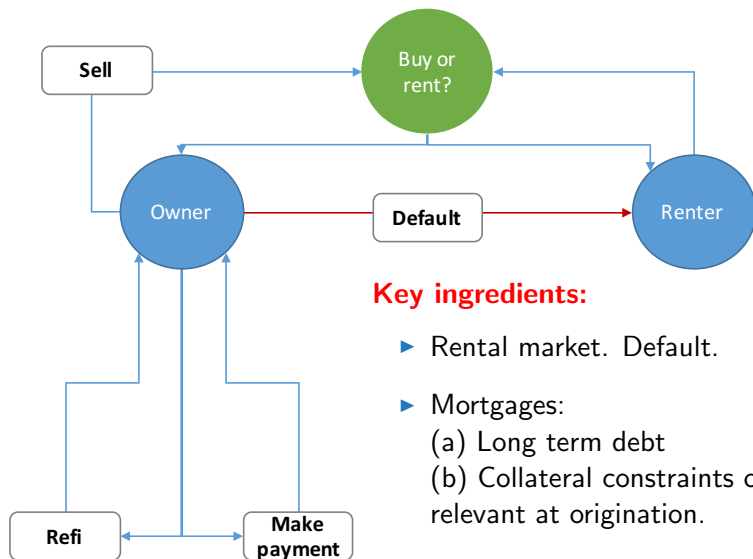 Buy or
rent?
Sell
Owner
Default
Renter
Key ingredients:
Rental market. Default.
Mortgages:
(a) Long term debt
(b) Collateral constraints
relevant at origination.
Refi
Make
payment